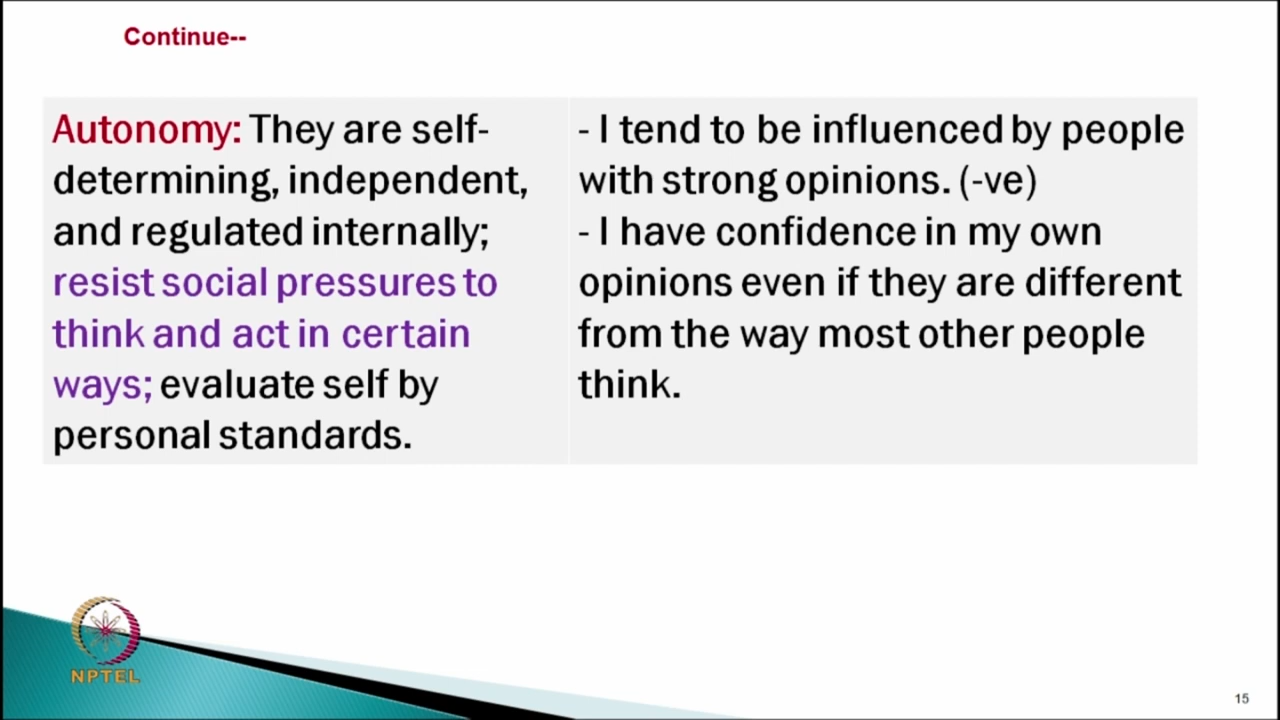 Continue--
Autonomy: They are self-
determining, independent,
and regulated internally;
resist social pressures to
think and act in certain
ways; evaluate self by
personal standards.
- I tend to be influenced by people
with strong opinions. (-ve)
- I have confidence in my own
opinions even if they are different
from the way most other people
think.
NPTEL
15